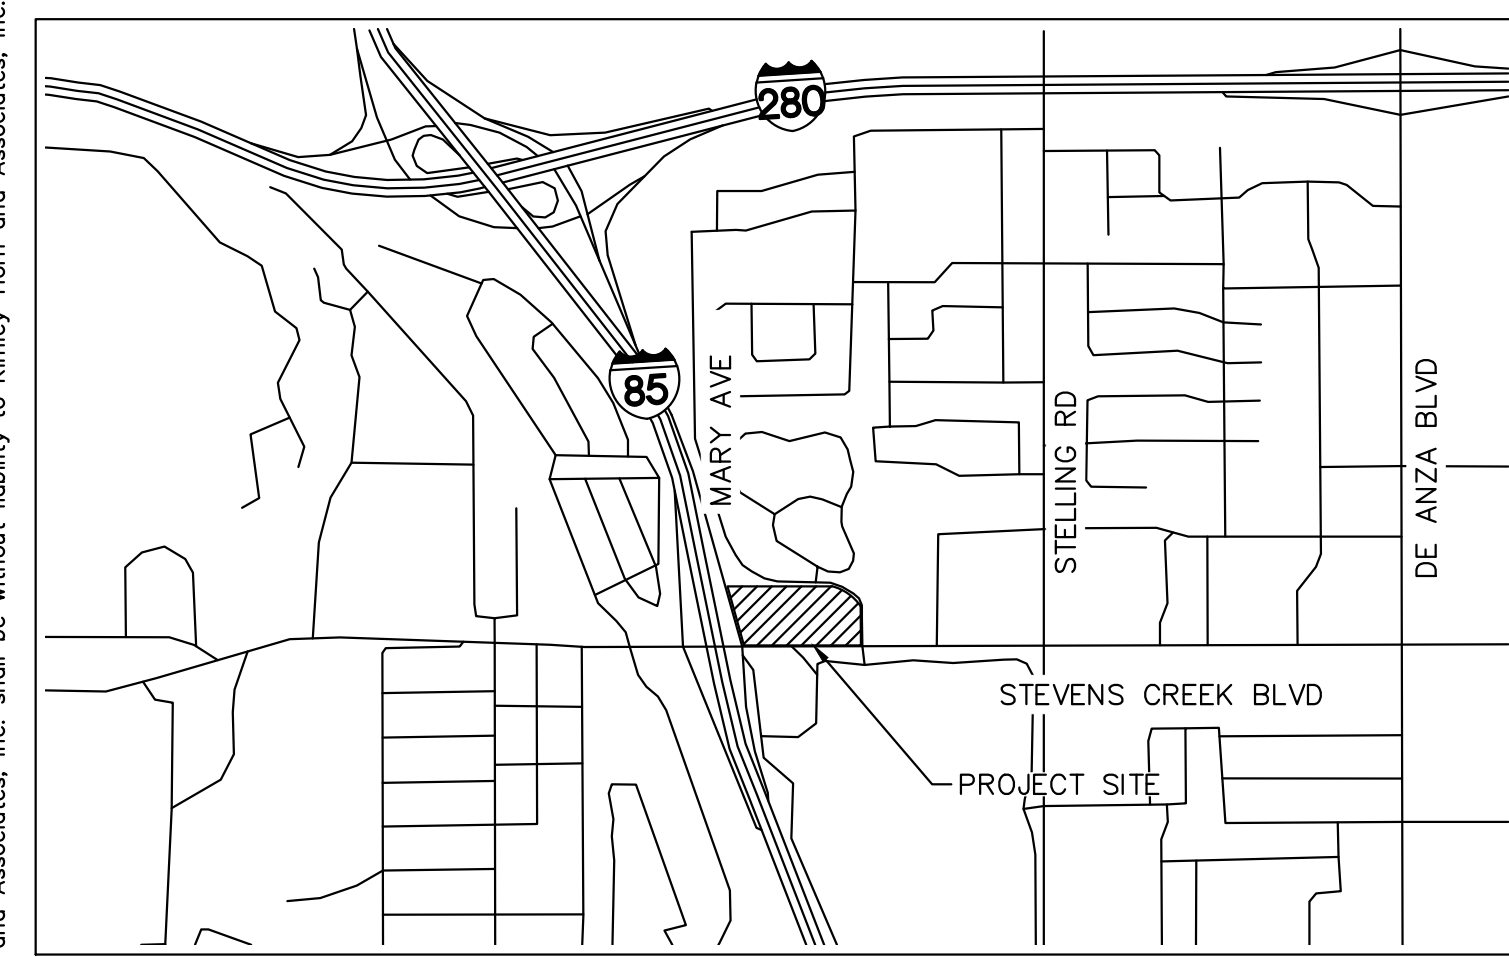 and Associates, Inc. shall be without liability to Kimley-Horn and Associates, Inc.
280
85
MARY AVE
STELLING RD
DE ANZA BLVD
STEVENS CREEK BLVD
PROJECT SITE